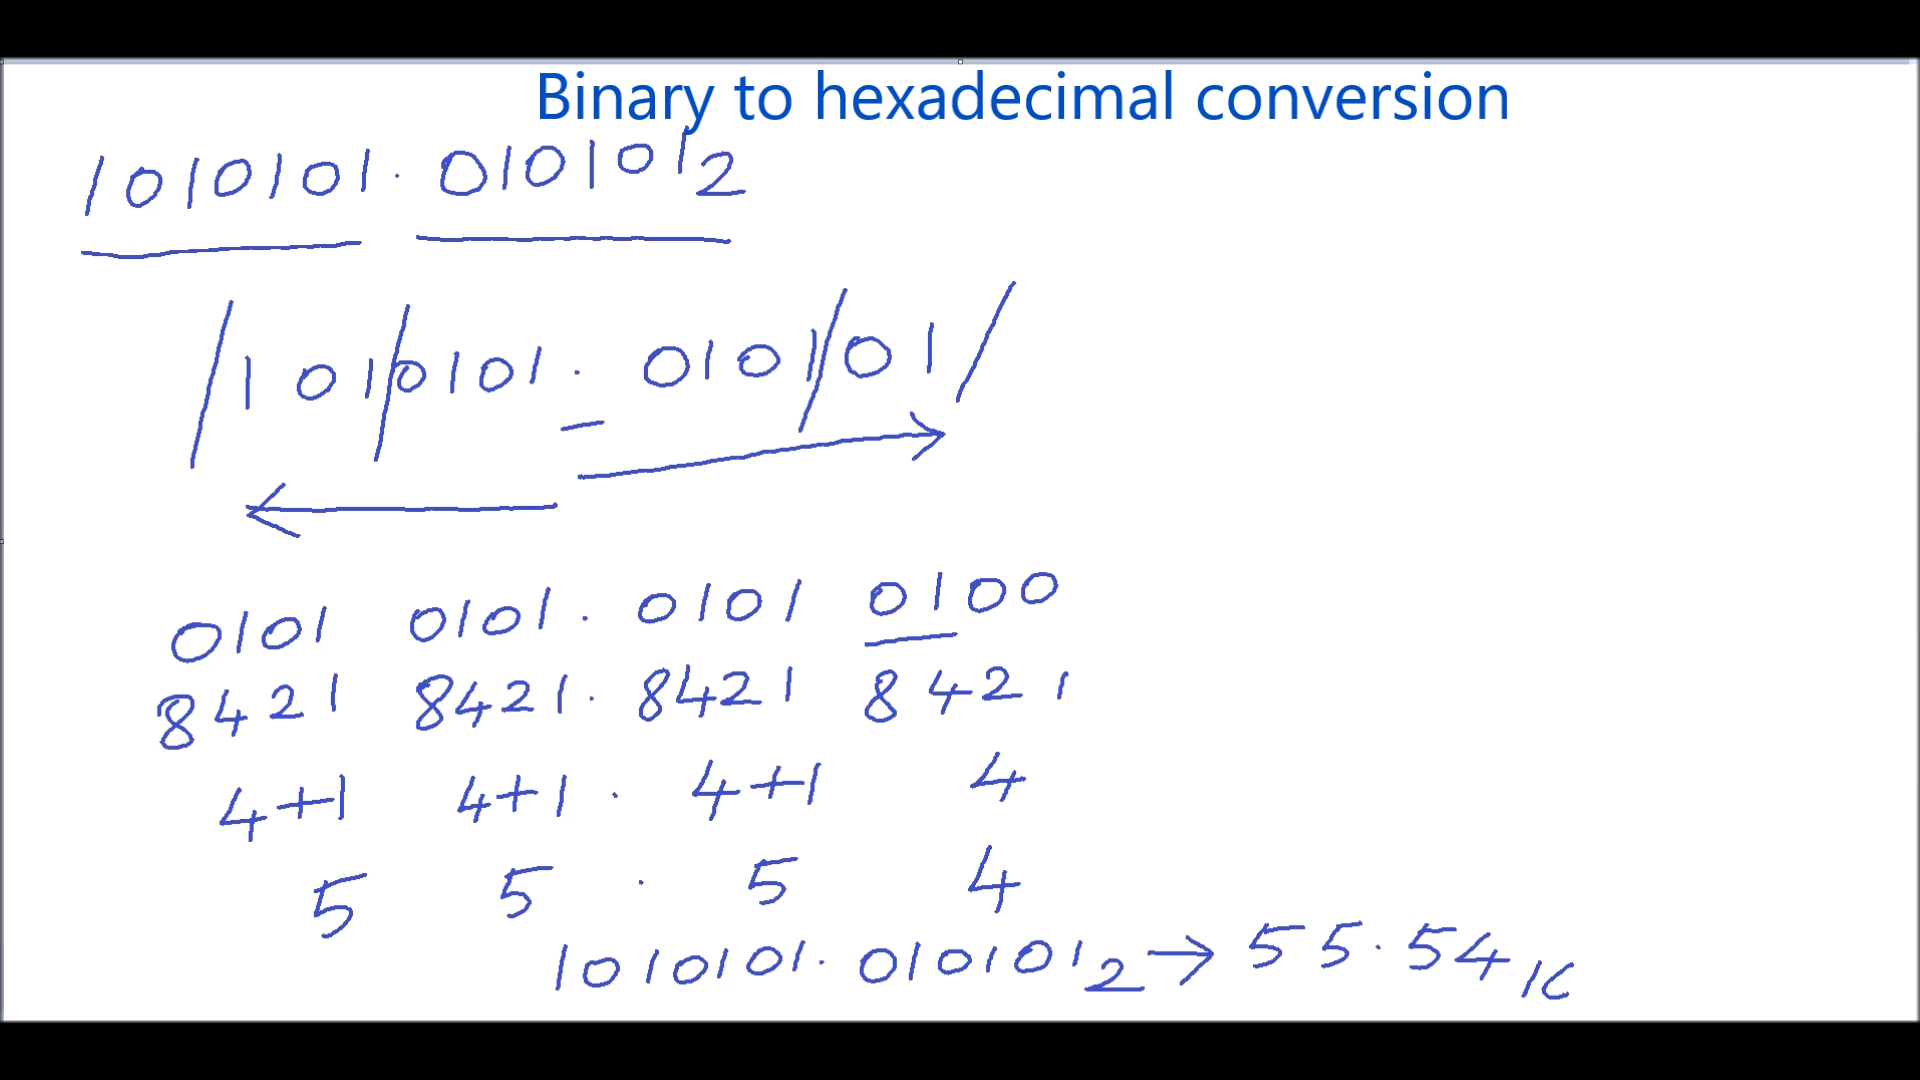 Binary to hexadecimal conversion
1010101.010101₂
/101/0101.0101/01/
0101 0101.0101 0100
8421 8421.8421 8421
4+1 4+1.4+1 4
5 5.5 4
1010101.010101₂→55.54₁₆